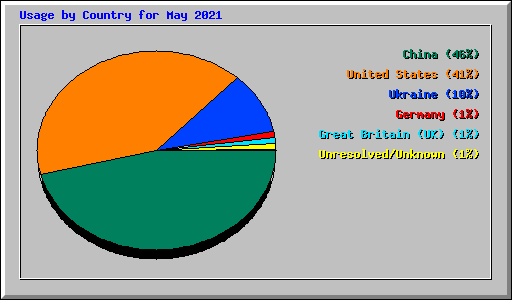 Usage by Country for May 2021
China (46%)
United States (41%)
Ukraine (10%)
Germany (1%)
Great Britain (UK) (1%)
Unresolved/Unknown (1%)